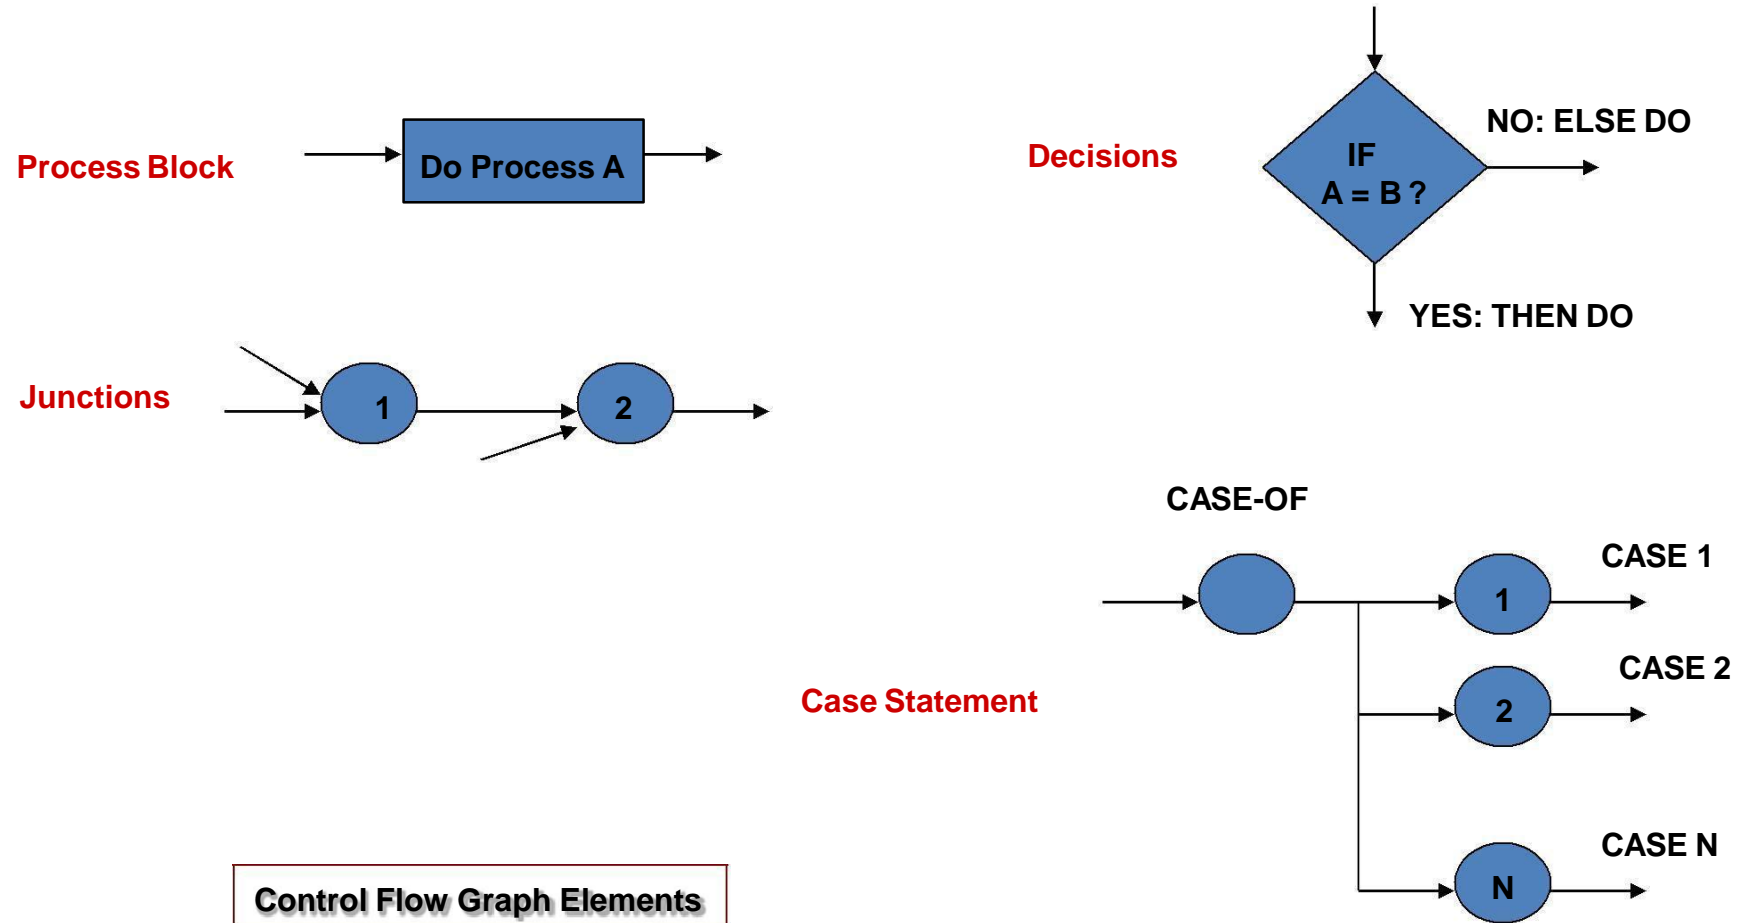 Process Block
Do Process A
Decisions
IF
A = B ?
NO: ELSE DO
YES: THEN DO
Junctions
1
2
CASE-OF
CASE 1
1
CASE 2
2
Case Statement
CASE N
N
Control Flow Graph Elements